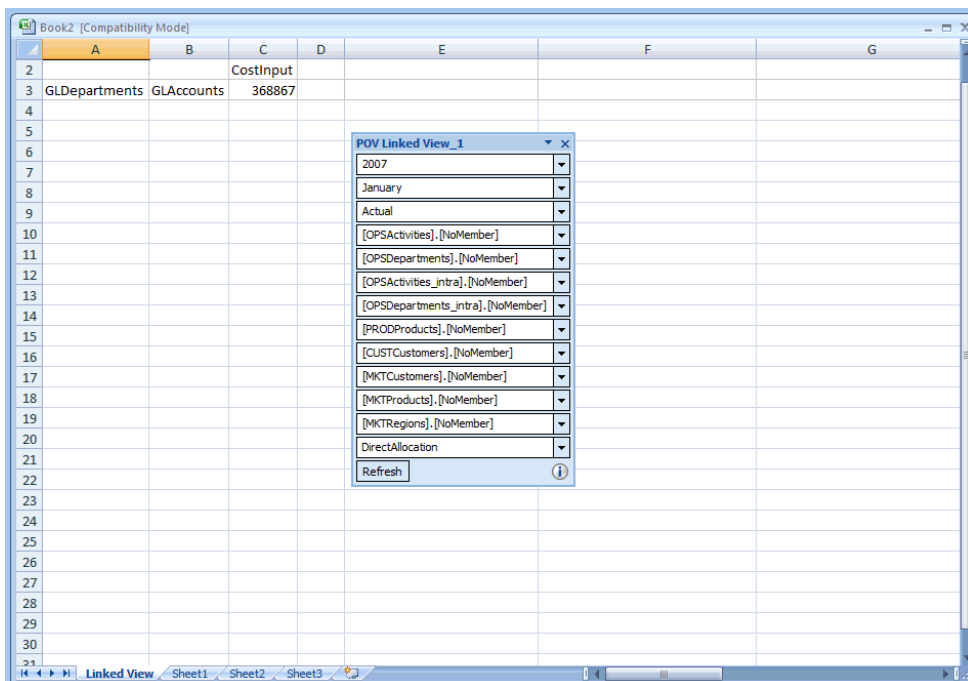 Book2 [Compatibility Mode]
A B C D E F G
2 CostInput
3 GLDepartments GLAccounts 368867
4
5
POV Linked View_1
6
2007
7
January
8
Actual
9
10 [OPSActivities].[NoMember]
11 [OPSDepartments].[NoMember]
12 [OPSActivities_intra].[NoMember]
13 [OPSDepartments_intra].[NoMember]
14
15 [PRODProducts].[NoMember]
16 [CUSTCustomers].[NoMember]
17 [MKTCustomers].[NoMember]
18 [MKTProducts].[NoMember]
19 [MKTRegions].[NoMember]
20 DirectAllocation
21
22 Refresh
23
24
25
26
27
28
29
30
31
Linked View Sheet1 Sheet2 Sheet3